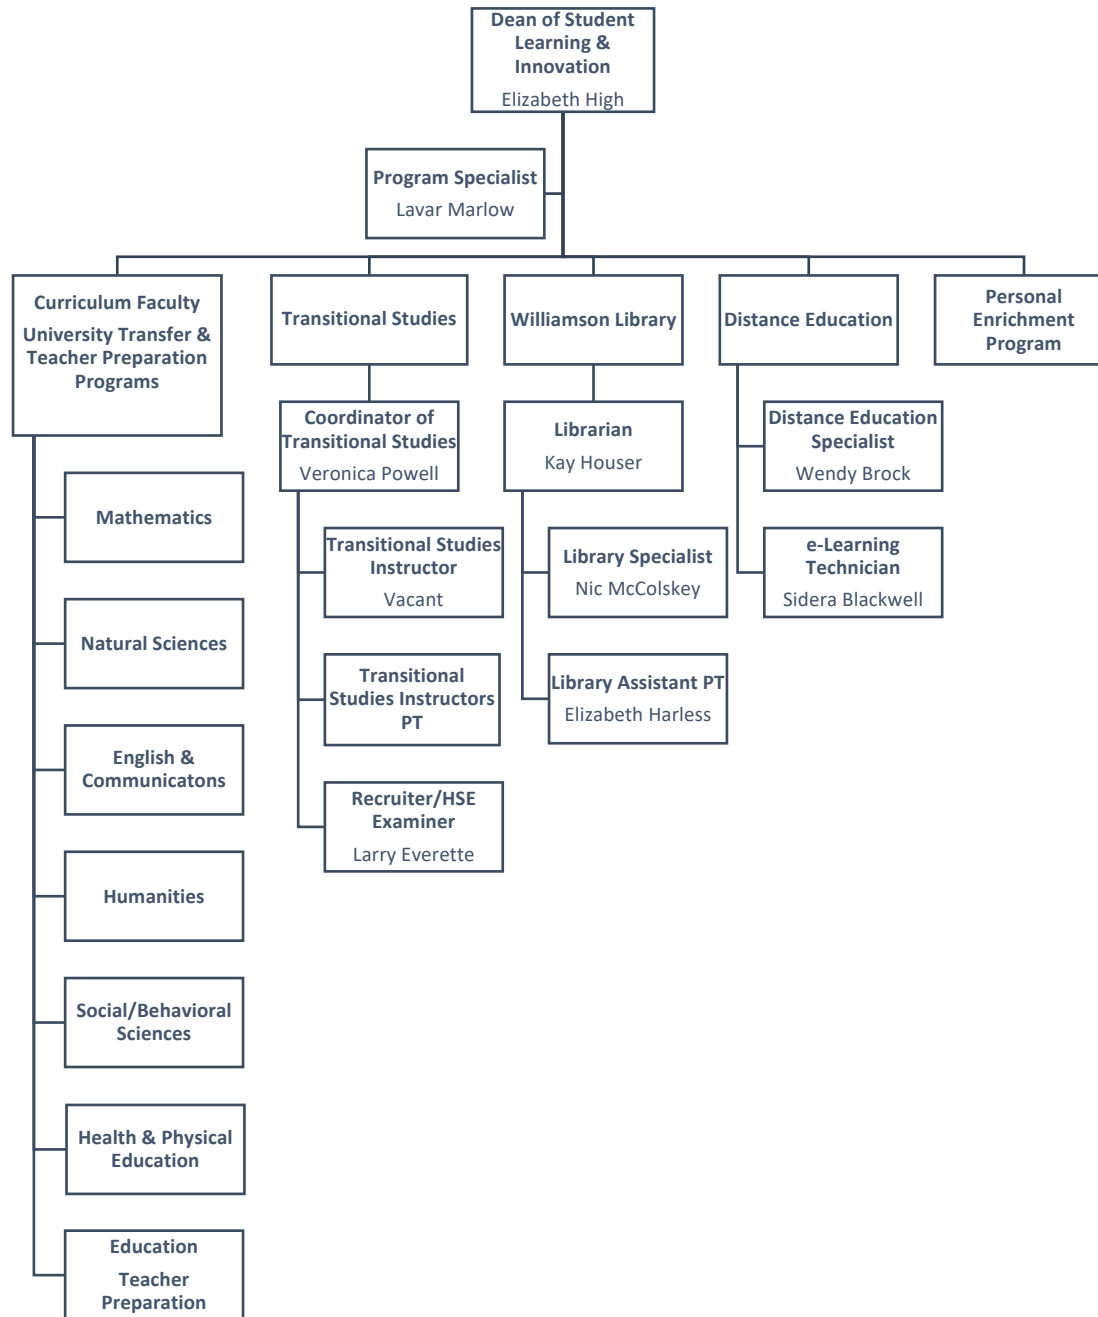 Dean of Student
Learning &
Innovation
Elizabeth High
Program Specialist
Lavar Marlow
Curriculum Faculty
University Transfer &
Teacher Preparation
Programs
Mathematics
Natural Sciences
English &
Communicatons
Humanities
Social/Behavioral
Sciences
Health & Physical
Education
Education
Teacher
Preparation
Transitional Studies
Coordinator of
Transitional Studies
Veronica Powell
Transitional Studies
Instructor
Vacant
Transitional
Studies Instructors
PT
Recruiter/HSE
Examiner
Larry Everette
Williamson Library
Librarian
Kay Houser
Library Specialist
Nic McColskey
Library Assistant PT
Elizabeth Harless
Distance Education
Distance Education
Specialist
Wendy Brock
e-Learning
Technician
Sidera Blackwell
Personal
Enrichment
Program